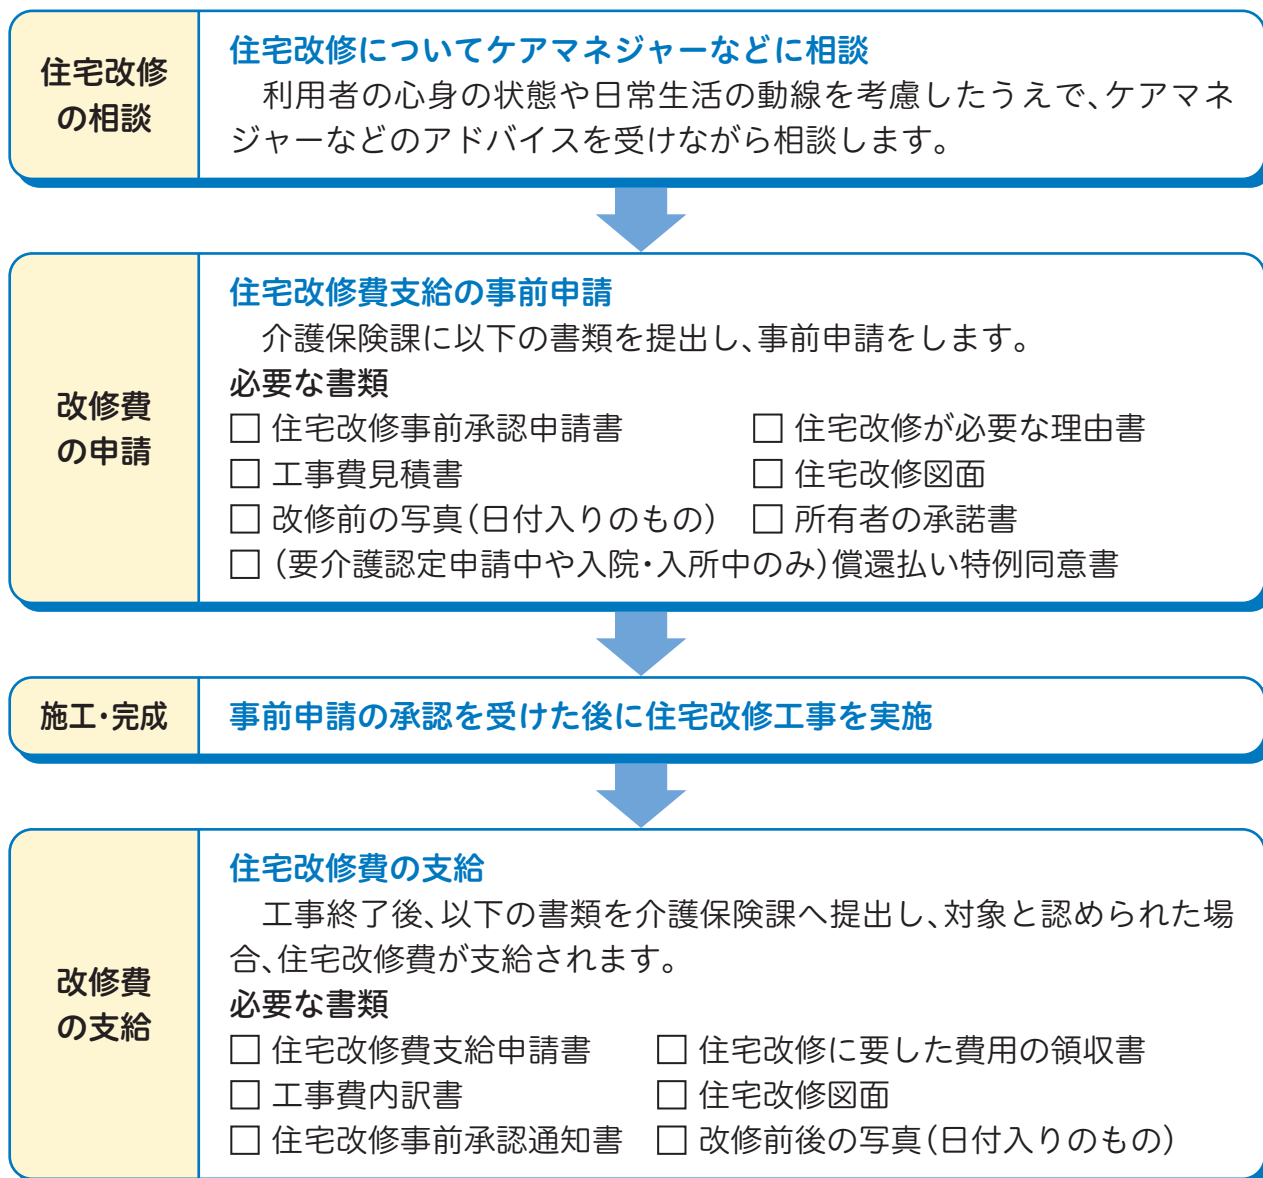 住宅改修
の相談
住宅改修についてケアマネジャーなどに相談
利用者の心身の状態や日常生活の動線を考慮したうえで、ケアマネ
ジャーなどのアドバイスを受けながら相談します。
改修費
の申請
住宅改修費支給の事前申請
介護保険課に以下の書類を提出し、事前申請をします。
必要な書類
□ 住宅改修事前承認申請書 □ 住宅改修が必要な理由書
□ 工事費見積書 □ 住宅改修図面
□ 改修前の写真(日付入りのもの) □ 所有者の承諾書
□ (要介護認定申請中や入院・入所中のみ)償還払い特例同意書
施工・完成
事前申請の承認を受けた後に住宅改修工事を実施
改修費
の支給
住宅改修費の支給
工事終了後、以下の書類を介護保険課へ提出し、対象と認められた場
合、住宅改修費が支給されます。
必要な書類
□ 住宅改修費支給申請書 □ 住宅改修に要した費用の領収書
□ 工事費内訳書 □ 住宅改修図面
□ 住宅改修事前承認通知書 □ 改修前後の写真(日付入りのもの)